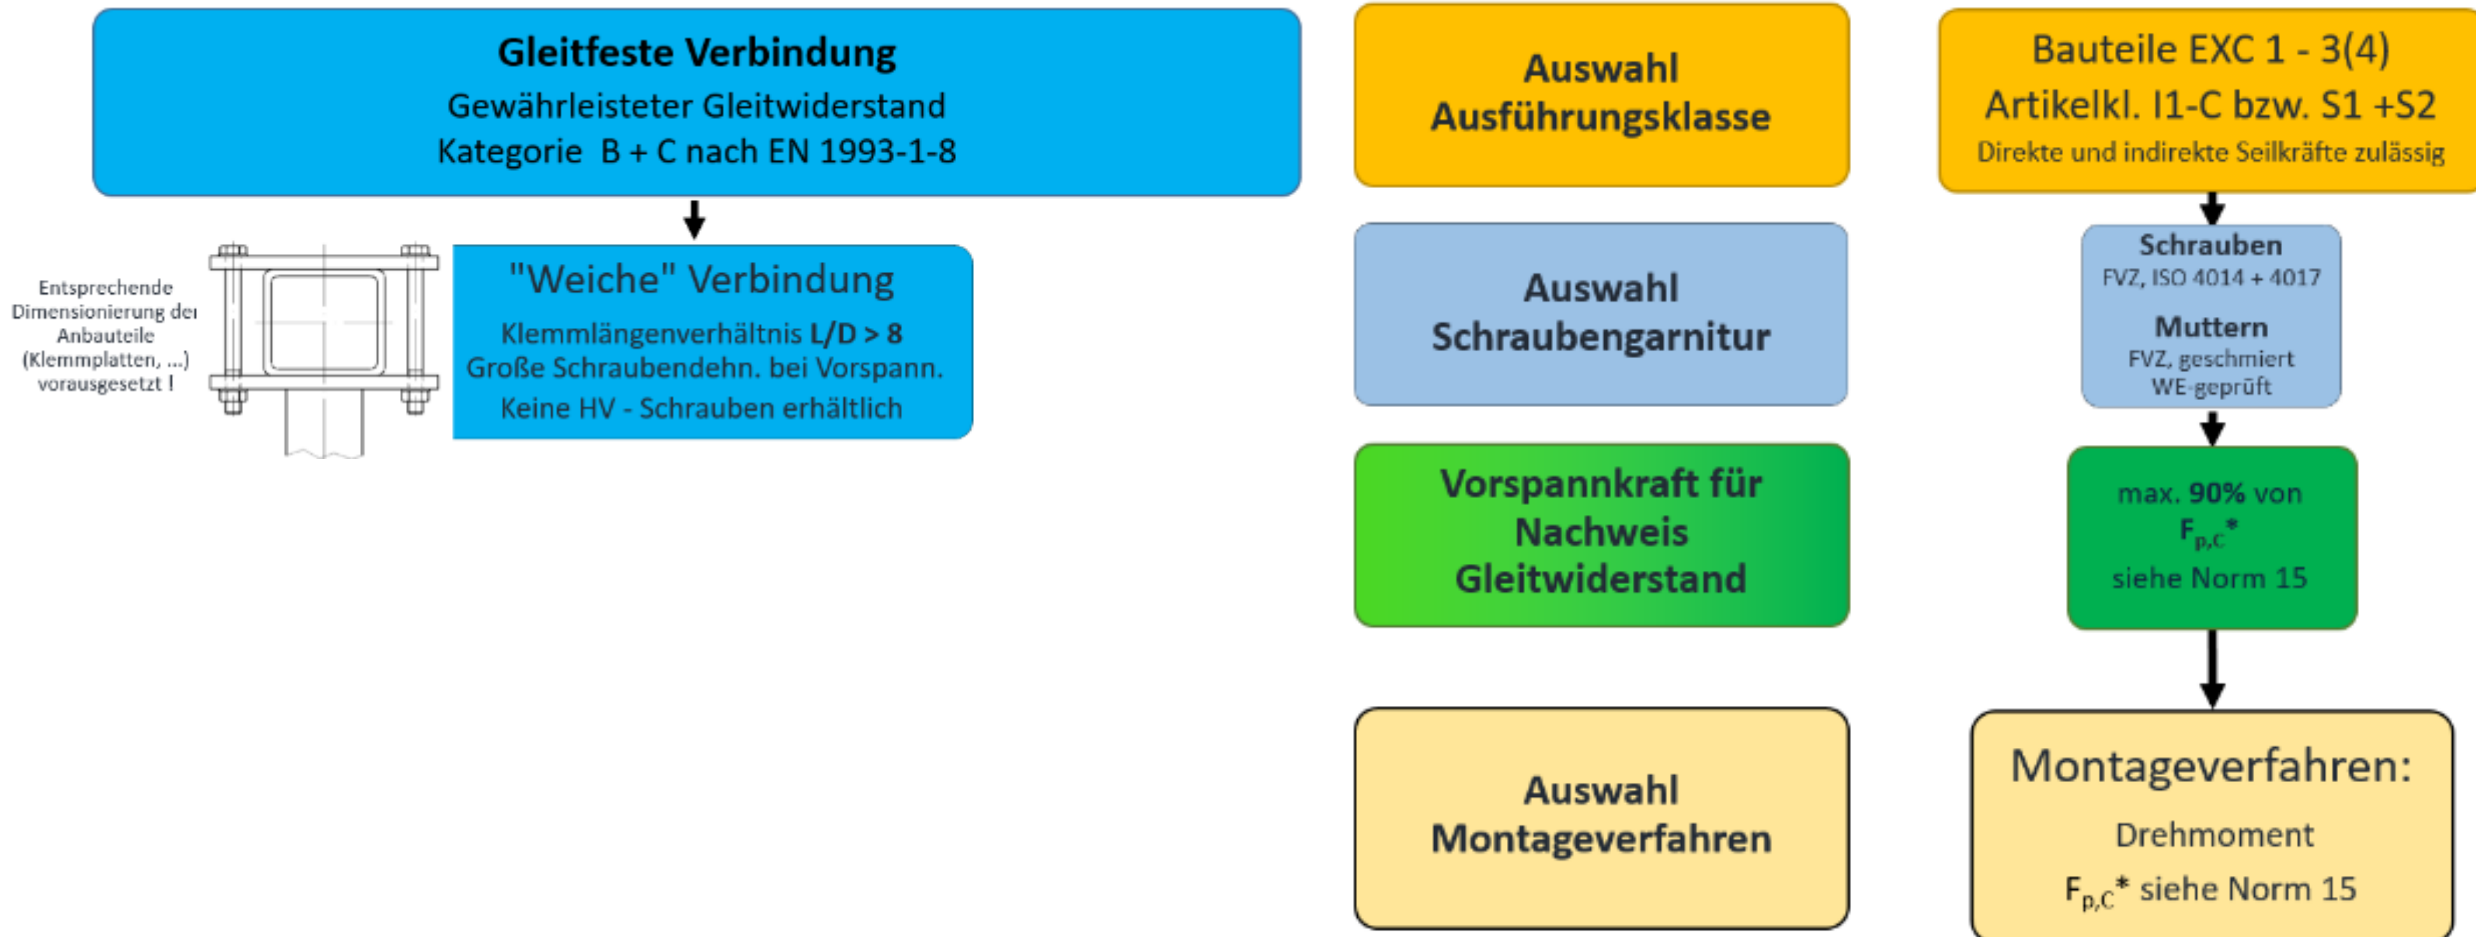 Gleitfeste Verbindung
Gewährleisteter Gleitwiderstand
Kategorie B + C nach EN 1993-1-8
Entsprechende
Dimensionierung der
Anbauteile
(Klemmplatten, ...)
vorausgesetzt !
"Weiche" Verbindung
Klemmlängenverhältnis L/D > 8
Große Schraubendehn. bei Vorspann.
Keine HV - Schrauben erhältlich
Auswahl
Ausführungsklasse
Auswahl
Schraubengarnitur
Vorspannkraft für
Nachweis
Gleitwiderstand
Auswahl
Montageverfahren
Bauteile EXC 1 - 3(4)
Artikelkl. I1-C bzw. S1 +S2
Direkte und indirekte Seilkräfte zulässig
Schrauben
FVZ, ISO 4014 + 4017
Muttern
FVZ, geschmiert
WE-geprüft
max. 90% von
Fp,C*
siehe Norm 15
Montageverfahren:
Drehmoment
Fp,C* siehe Norm 15